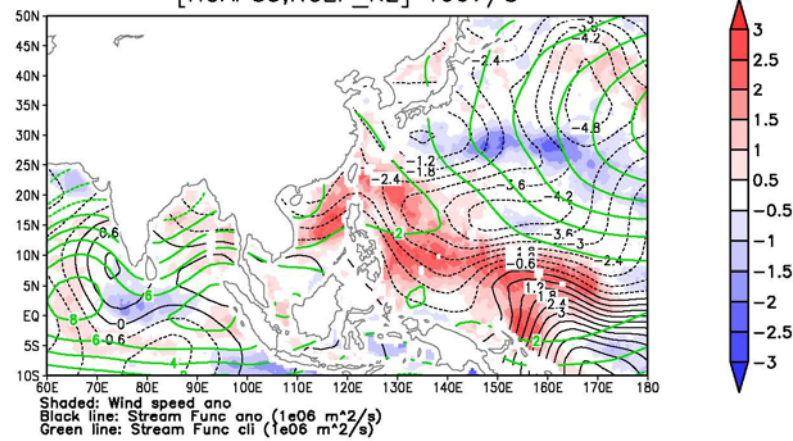 50N
45N
40N
35N
30N
25N
20N
15N
10N
5N
EQ
5S
10S
60E 70E 80E 90E 100E 110E 120E 130E 140E 150E 160E 170E 180
-2.4
-4.2
-4.8
-1.2
-1.8
-2.4
-3.6
-4.2
-3.6
-3
-2.4
-0.6
1.2
0.6
2
6
8
0
6
4
2
3
2.5
2
1.5
1
0.5
-0.5
-1
-1.5
-2
-2.5
-3
Shaded: Wind speed ano
Black line: Stream Func ano (1e06 m^2/s)
Green line: Stream Func cli (1e06 m^2/s)